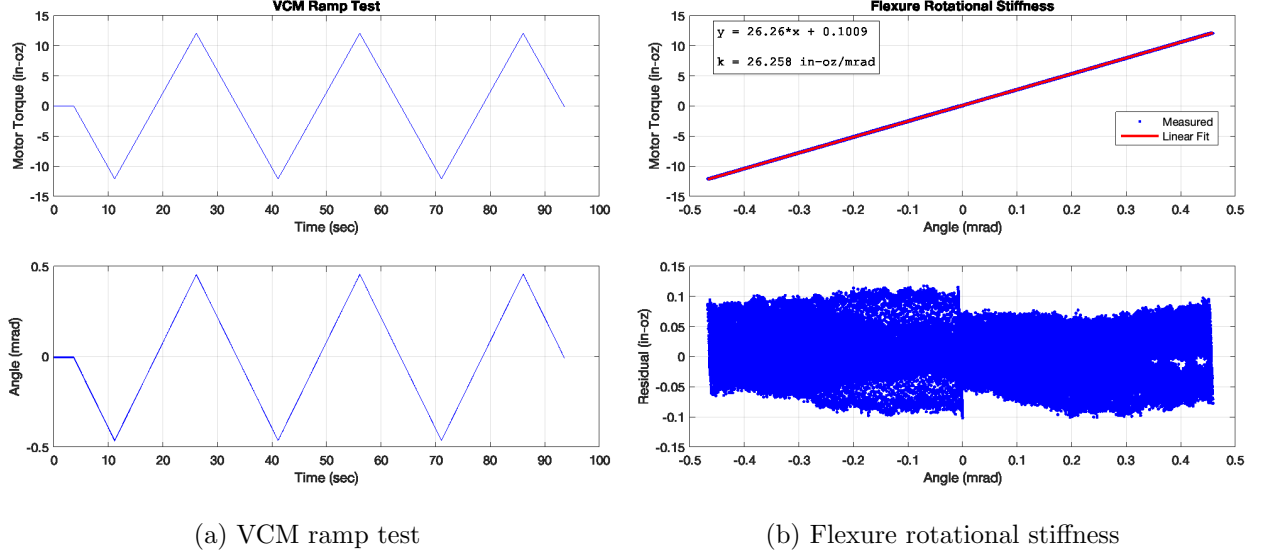 VCM Ramp Test
15
10
5
0
-5
-10
-15
Motor Torque (in-oz)
0 10 20 30 40 50 60 70 80 90 100
Time (sec)
0.5
0
-0.5
Angle (mrad)
0 10 20 30 40 50 60 70 80 90 100
Time (sec)
(a) VCM ramp test
Flexure Rotational Stiffness
15
10
5
0
-5
-10
-15
Motor Torque (in-oz)
y = 26.26*x + 0.1009
k = 26.258 in-oz/mrad
Measured
Linear Fit
-0.5 -0.4 -0.3 -0.2 -0.1 0 0.1 0.2 0.3 0.4 0.5
Angle (mrad)
0.15
0.1
0.05
0
-0.05
-0.1
-0.15
Residual (in-oz)
-0.5 -0.4 -0.3 -0.2 -0.1 0 0.1 0.2 0.3 0.4 0.5
Angle (mrad)
(b) Flexure rotational stiffness